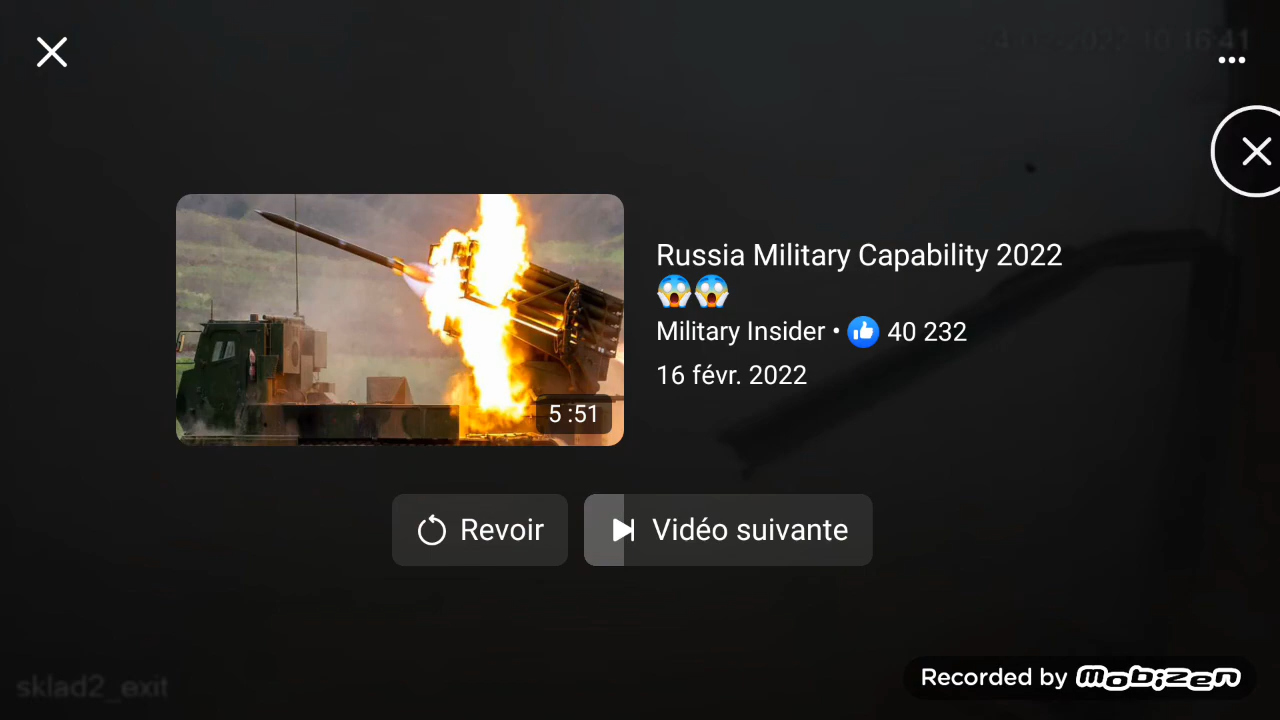 Russia Military Capability 2022
😱😱
Military Insider • 40 232
16 févr. 2022
5 :51
Revoir
Vidéo suivante
sklad2_exit
Recorded by mobizen